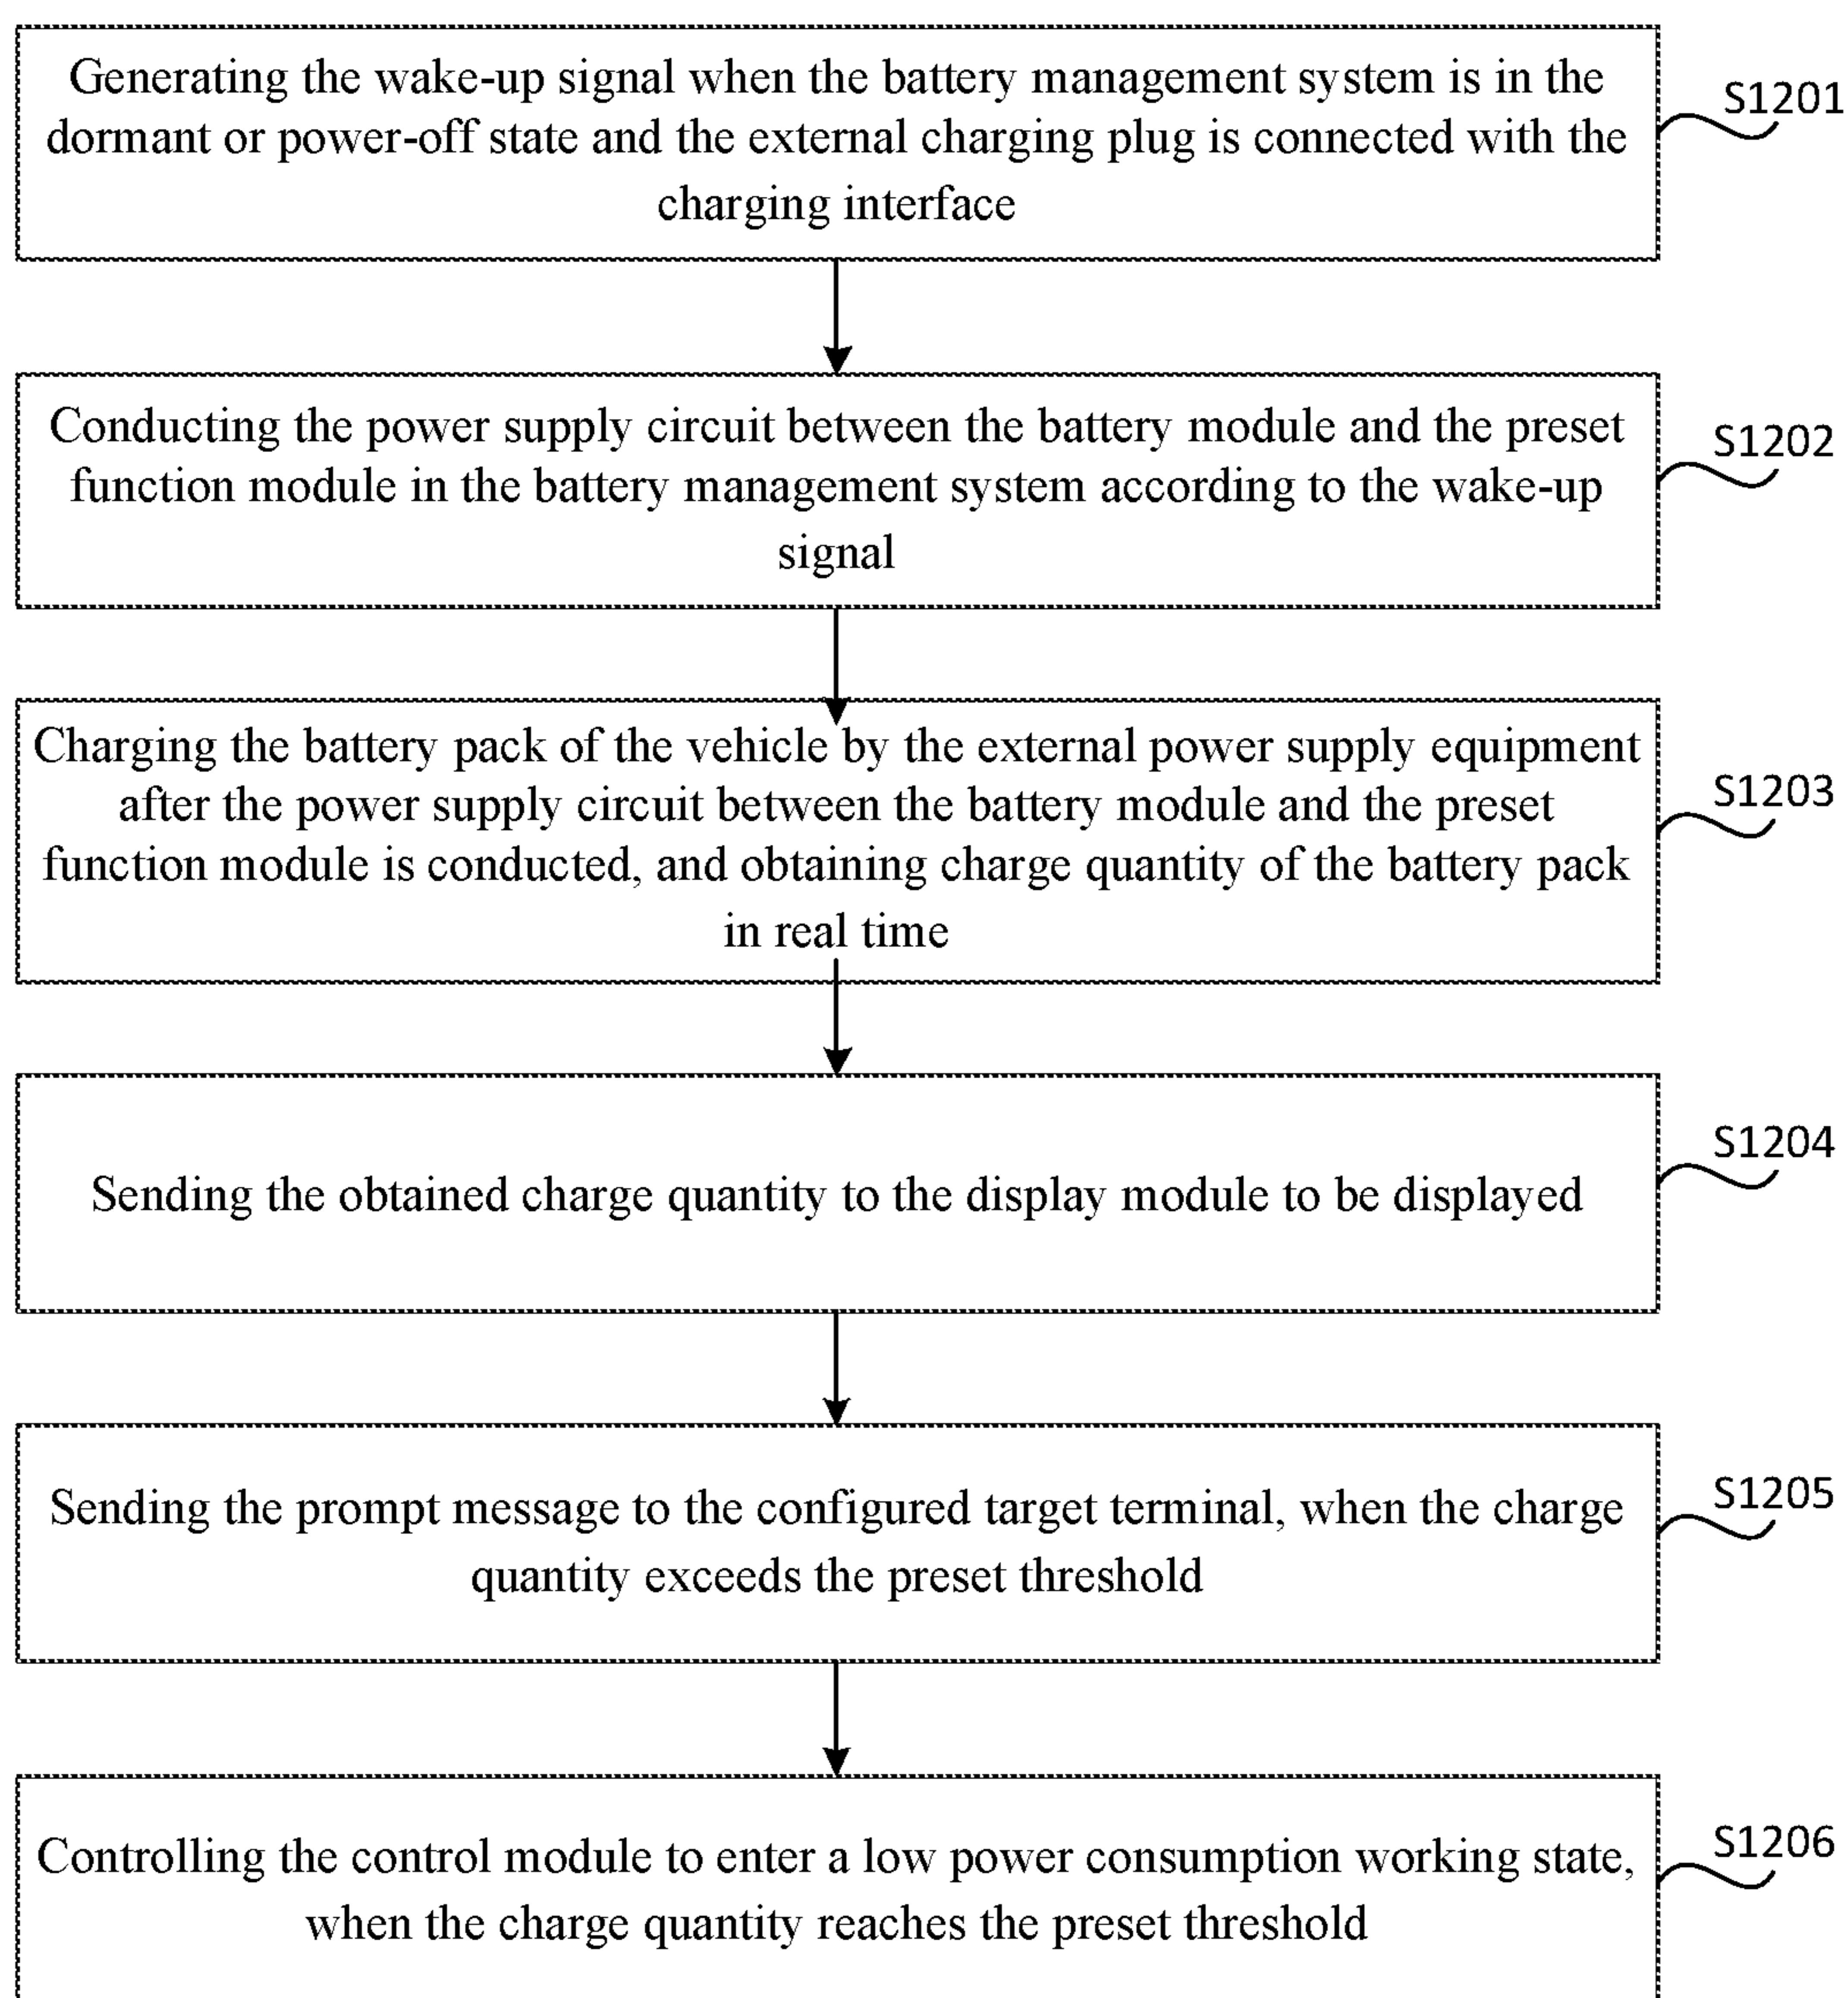 Generating the wake-up signal when the battery management system is in the
dormant or power-off state and the external charging plug is connected with the
charging interface
S1201
Conducting the power supply circuit between the battery module and the preset
function module in the battery management system according to the wake-up
signal
S1202
Charging the battery pack of the vehicle by the external power supply equipment
after the power supply circuit between the battery module and the preset
function module is conducted, and obtaining charge quantity of the battery pack
in real time
S1203
Sending the obtained charge quantity to the display module to be displayed
S1204
Sending the prompt message to the configured target terminal, when the charge
quantity exceeds the preset threshold
S1205
Controlling the control module to enter a low power consumption working state,
when the charge quantity reaches the preset threshold
S1206